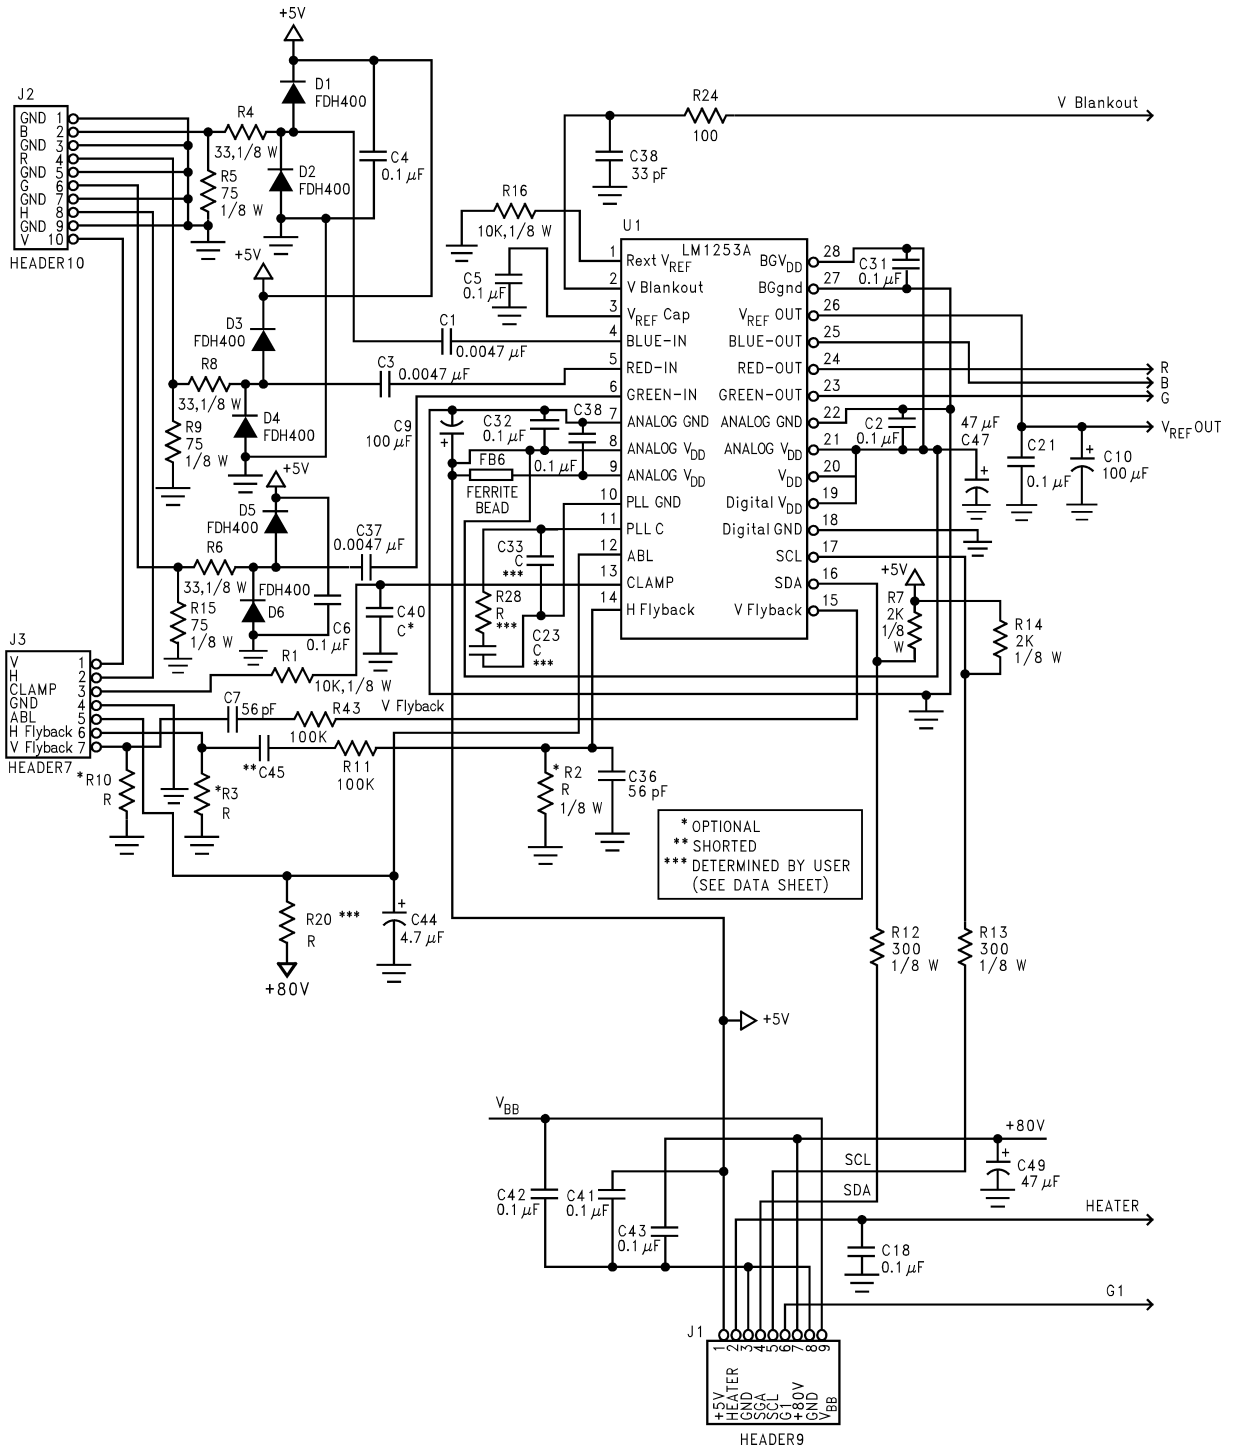 +5V
J2
GND 1
B 2
GND 3
R 4
GND 5
G 6
GND 7
H 8
GND 9
V 10
HEADER10
R4
33,1/8 W
R5
75
1/8 W
D1
FDH400
D2
FDH400
C4
0.1 μF
+5V
D3
FDH400
R8
33,1/8 W
D4
FDH400
R9
75
1/8 W
+5V
D5
FDH400
R6
33,1/8 W
FDH400
D6
R15
75
1/8 W
C6
0.1 μF
C37
0.0047 μF
C1
0.0047 μF
C3
0.0047 μF
R16
10K,1/8 W
C5
0.1 μF
R24
100
V Blankout
C38
33 pF
U1
LM1253A
1 Rext VREF
2 V Blankout
3 VREF Cap
4 BLUE-IN
5 RED-IN
6 GREEN-IN
7 ANALOG GND
8 ANALOG VDD
9 ANALOG VDD
10 PLL GND
11 PLL C
12 ABL
13 CLAMP
14 H Flyback
BGVDD 28
BGgnd 27
VREF OUT 26
BLUE-OUT 25
RED-OUT 24
GREEN-OUT 23
ANALOG GND 22
ANALOG VDD 21
VDD 20
Digital VDD 19
Digital GND 18
SCL 17
SDA 16
V Flyback 15
C31
0.1 μF
R
B
G
C2
0.1 μF
47 μF
C47
+
VREF OUT
C21
0.1 μF
+
C10
100 μF
C9
100 μF
+
C32
0.1 μF
C38
0.1 μF
FB6
FERRITE
BEAD
C33
C
***
R28
R
***
C23
C
***
C40
C*
+5V
R7
2K
1/8
W
R14
2K
1/8 W
J3
V 1
H 2
CLAMP 3
GND 4
ABL 5
H Flyback 6
V Flyback 7
HEADER7
R1
10K,1/8 W
C7
56 pF
R43
100K
V Flyback
**C45
R11
100K
*R10
R
*R3
R
*R2
R
1/8 W
C36
56 pF
* OPTIONAL
** SHORTED
*** DETERMINED BY USER
(SEE DATA SHEET)
R20 ***
R
+80V
+
C44
4.7 μF
R12
300
1/8 W
R13
300
1/8 W
+5V
VBB
+80V
SCL
SDA
+
C49
47 μF
C42
0.1 μF
C41
0.1 μF
C43
0.1 μF
HEATER
C18
0.1 μF
G1
J1
1 2 3 4 5 6 7 8 9
+5V
HEATER
GND
SGA
SCL
G1
+80V
GND
VBB
HEADER9